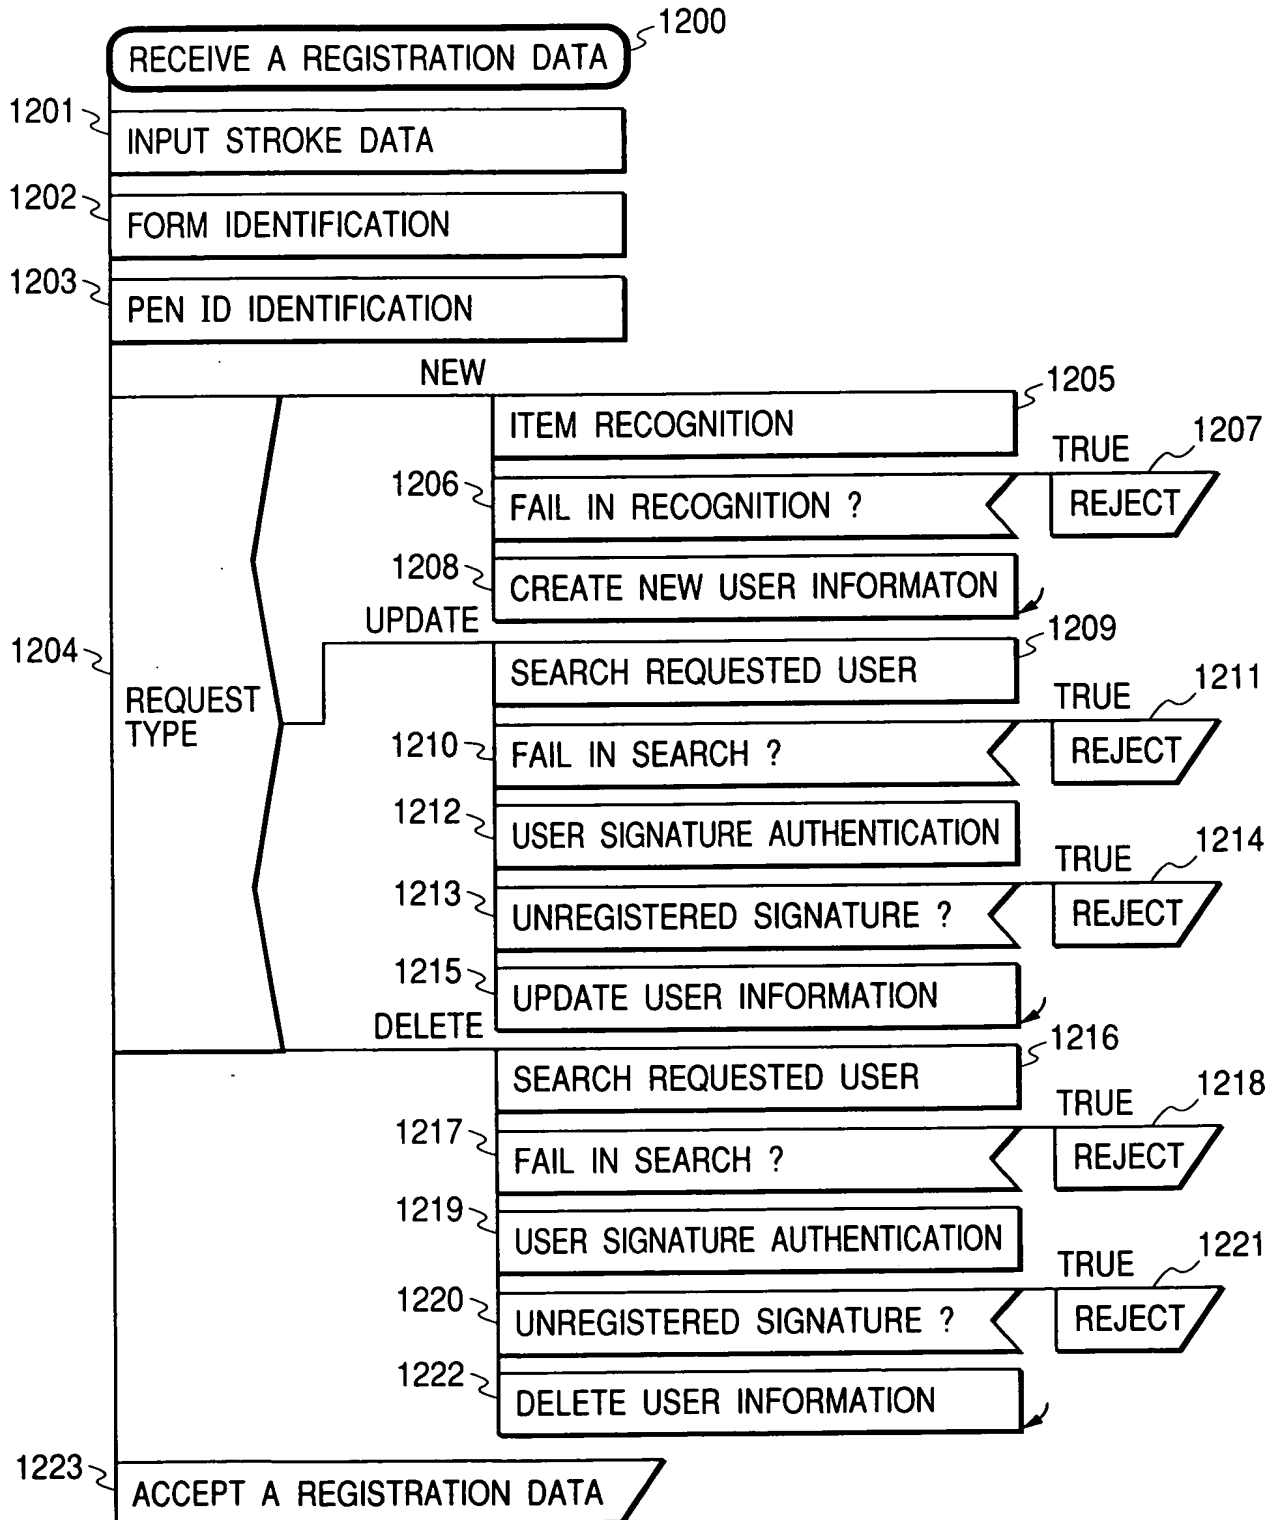 1200
RECEIVE A REGISTRATION DATA
1201
INPUT STROKE DATA
1202
FORM IDENTIFICATION
1203
PEN ID IDENTIFICATION
NEW
1205
ITEM RECOGNITION
TRUE
1207
1206
FAIL IN RECOGNITION ?
REJECT
1208
CREATE NEW USER INFORMATON
UPDATE
1209
1204
SEARCH REQUESTED USER
REQUEST
TYPE
TRUE
1211
1210
FAIL IN SEARCH ?
REJECT
1212
USER SIGNATURE AUTHENTICATION
TRUE
1214
1213
UNREGISTERED SIGNATURE ?
REJECT
1215
UPDATE USER INFORMATION
DELETE
1216
SEARCH REQUESTED USER
TRUE
1218
1217
FAIL IN SEARCH ?
REJECT
1219
USER SIGNATURE AUTHENTICATION
TRUE
1221
1220
UNREGISTERED SIGNATURE ?
REJECT
1222
DELETE USER INFORMATION
1223
ACCEPT A REGISTRATION DATA